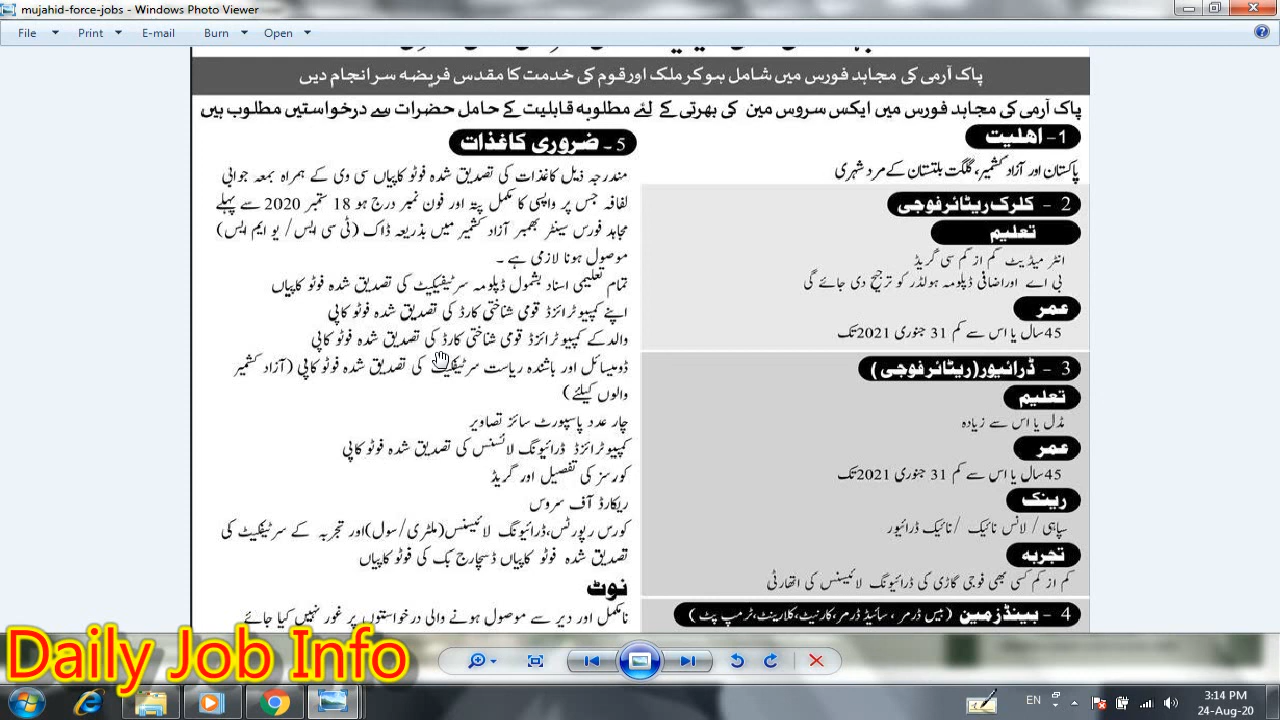 mujahid-force-jobs - Windows Photo Viewer
File Print E-mail Burn Open
پاک آرمی کی مجاہد فورس میں شامل ہوکر ملک اور قوم کی خدمت کا مقدس فریضہ سرانجام دیں
پاک آرمی کی مجاہد فورس میں ایکس سروس مین کی بھرتی کے لئے مطلوبہ قابلیت کے حامل حضرات سے درخواستیں مطلوب ہیں
1- اہلیت
پاکستان اور آزاد کشمیر، گلگت بلتستان کے مرد شہری
2 - کلرک ریٹائر فوجی
تعلیم
انٹر میڈیٹ کم از کم سی گریڈ
بی اے اور اضافی ڈپلومہ ہولڈر کو ترجیح دی جائے گی
عمر
45 سال یا اس سے کم 31 جنوری 2021 تک
3 - ڈرائیور (ریٹائر فوجی)
تعلیم
مڈل یا اس سے زیادہ
عمر
45 سال یا اس سے کم 31 جنوری 2021 تک
رینک
سپاہی / لانس نائیک / نائیک ڈرائیور
تجربہ
کم از کم کسی بھی فوجی گاڑی کی ڈرائیونگ لائیسنس کی اتھارٹی
4 - بینڈزمین (بیس ڈرمر ، سائیڈ ڈرمر، کارنیٹ، کلارینٹ، ٹرمپ پٹ)
5 ۔ ضروری کاغذات
مندرجہ ذیل کاغذات کی تصدیق شدہ فوٹو کاپیاں سی وی کے ہمراہ بمعہ جوابی
لفافہ جس پر واپسی کا مکمل پتہ اور فون نمبر درج ہو 18 ستمبر 2020 سے پہلے
مجاہد فورس سینٹر بھمبر آزاد کشمیر میں بذریعہ ڈاک (ٹی سی ایس / یو ایم ایس)
موصول ہونا لازمی ہے ۔
تمام تعلیمی اسناد بشمول ڈپلومہ سرٹیفیکیٹ کی تصدیق شدہ فوٹو کاپیاں
اپنے کمپیوٹرائزڈ قومی شناختی کارڈ کی تصدیق شدہ فوٹو کاپی
والد کے کمپیوٹرائزڈ قومی شناختی کارڈ کی تصدیق شدہ فوٹو کاپی
ڈومیسائل اور باشندہ ریاست سرٹیفکیٹ کی تصدیق شدہ فوٹو کاپی (آزاد کشمیر
والوں کیلئے)
چار عدد پاسپورٹ سائز تصاویر
کمپیوٹرائزڈ ڈرائیونگ لائسنس کی تصدیق شدہ فوٹو کاپی
کورسز کی تفصیل اور گریڈ
ریکارڈ آف سروس
کورس رپورٹس، ڈرائیونگ لائیسنس (ملٹری / سول) اور تجربہ کے سرٹیفکیٹ کی
تصدیق شدہ فوٹو کاپیاں ڈسچارج بک کی فوٹو کاپیاں
نوٹ
نامکمل اور دیر سے موصول ہونے والی درخواستوں پر غور نہیں کیا جائے
Daily Job Info
EN
3:14 PM
24-Aug-20